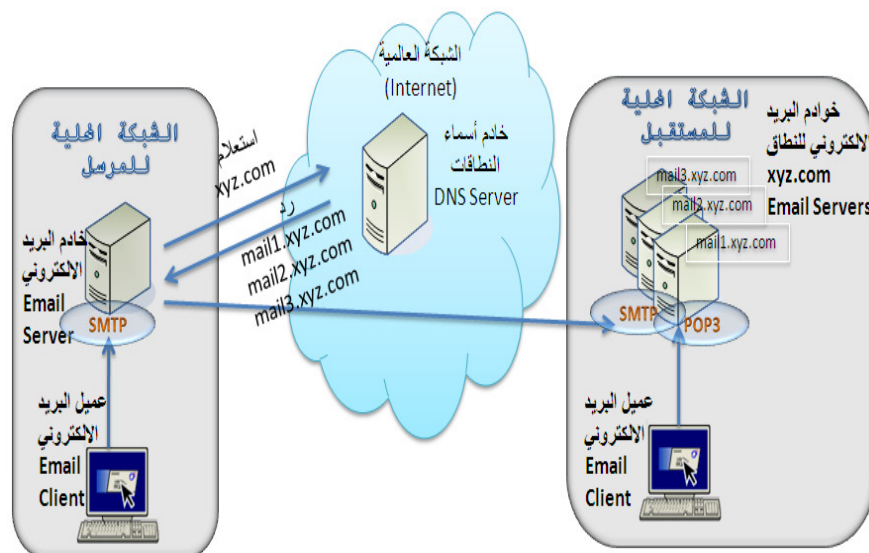 الشبكة المحلية
للمرسل
خادم البريد
الالكتروني
Email
Server
SMTP
عميل البريد
الالكتروني
Email
Client
استعلام
xyz.com
رد
mail1.xyz.com
mail2.xyz.com
mail3.xyz.com
الشبكة العالمية
(Internet)
خادم أسماء
النطاقات
DNS Server
الشبكة المحلية
للمستقبل
خوادم البريد
الالكتروني للنطاق
xyz.com
Email Servers
mail3.xyz.com
mail2.xyz.com
mail1.xyz.com
SMTP
POP3
عميل البريد
الالكتروني
Email
Client